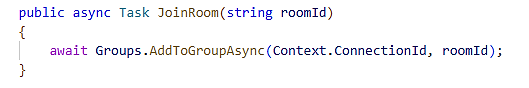 public async Task JoinRoom(string roomId)
{
    await Groups.AddToGroupAsync(Context.ConnectionId, roomId);
}